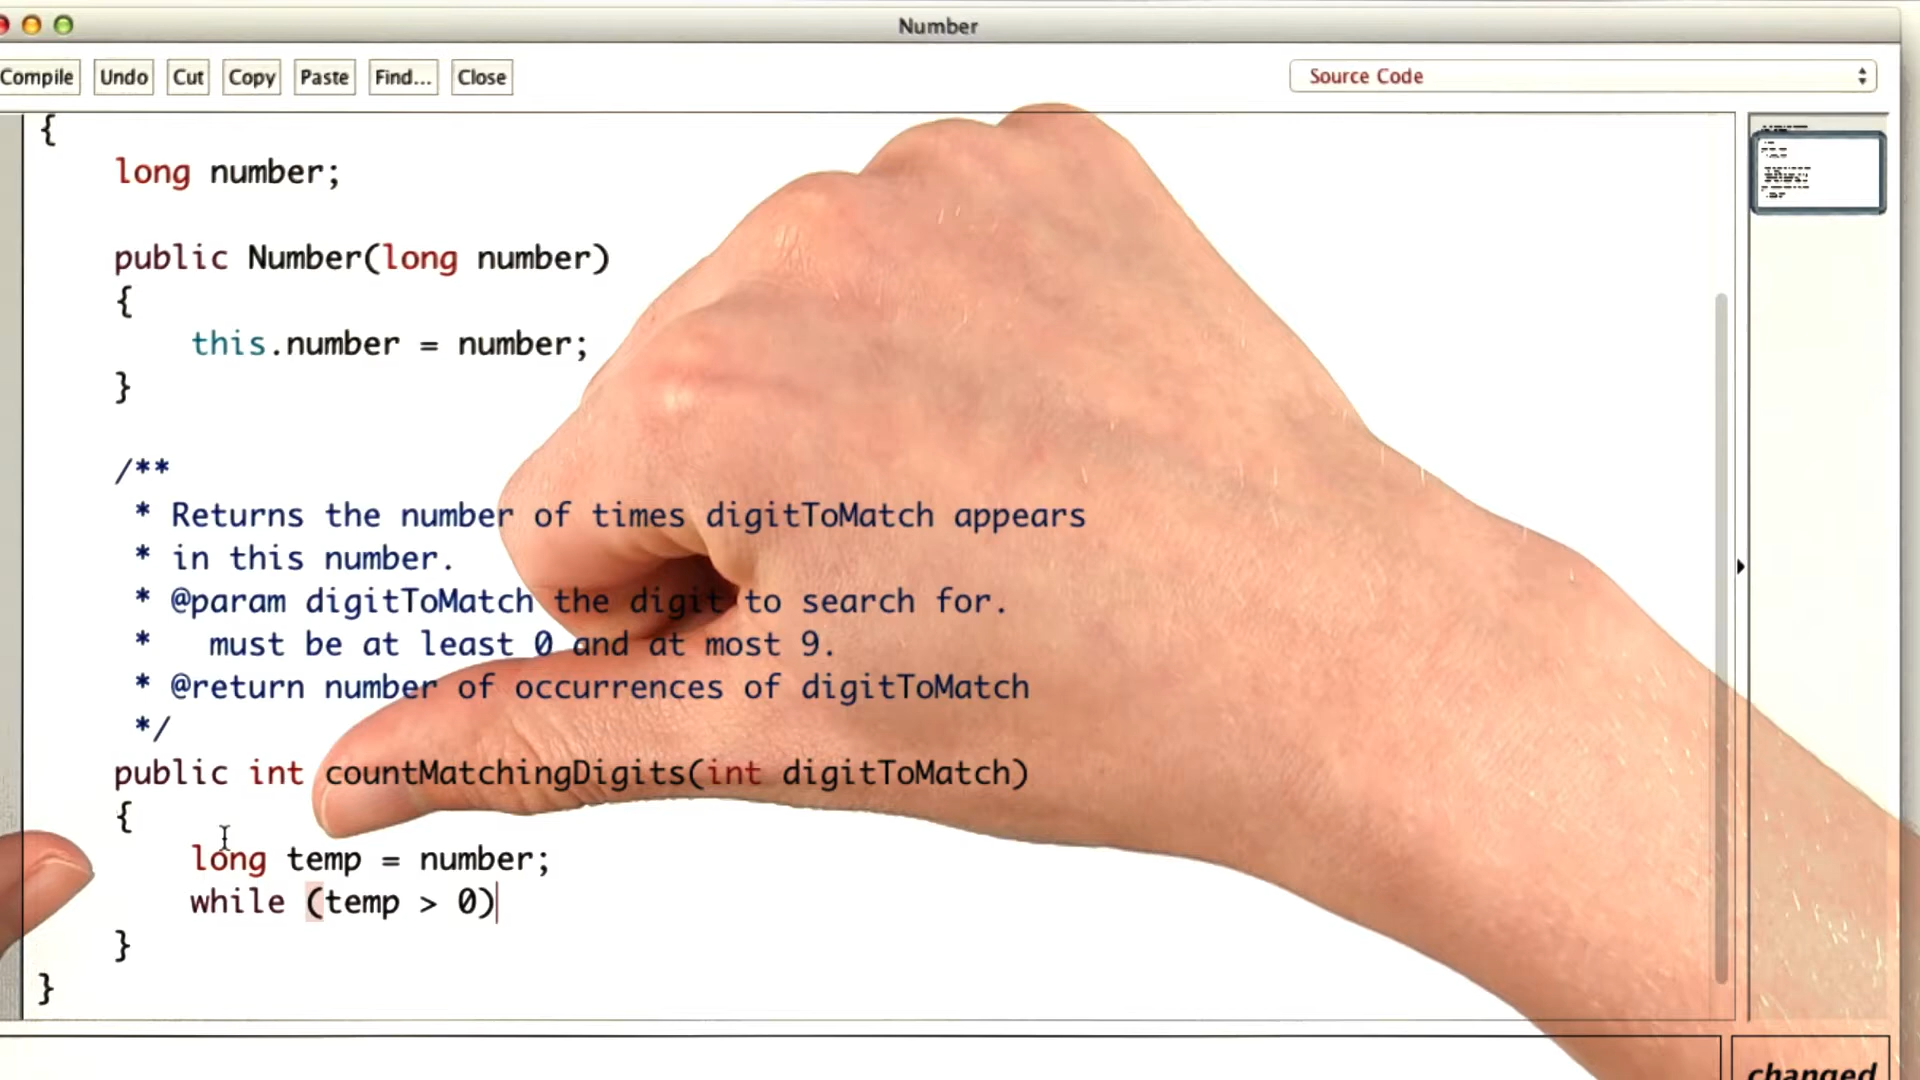 Number
Compile Undo Cut Copy Paste Find... Close Source Code
{
long number;
public Number(long number)
{
this.number = number;
}
/**
* Returns the number of times digitToMatch appears
* in this number.
* @param digitToMatch the digit to search for.
* must be at least 0 and at most 9.
* @return number of occurrences of digitToMatch
*/
public int countMatchingDigits(int digitToMatch)
{
long temp = number;
while (temp > 0)
}
}
changed